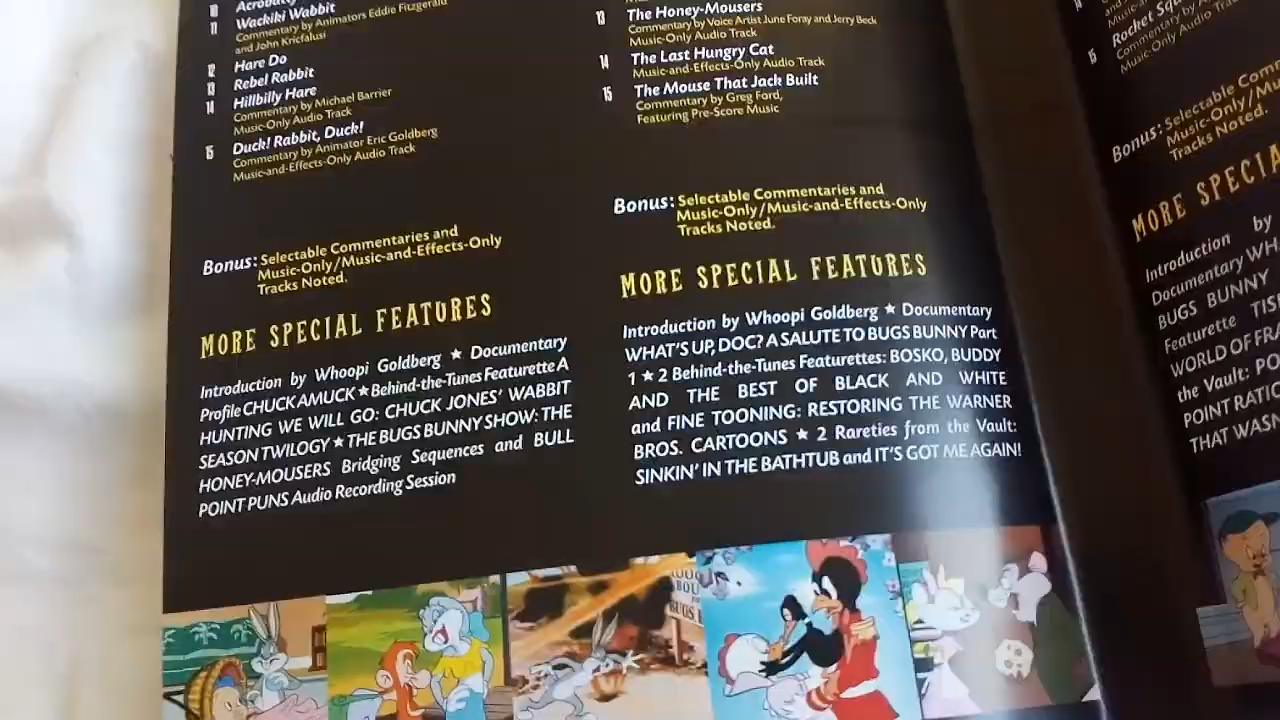 10
11 Wackiki Wabbit
Commentary by Animators Eddie Fitzgerald
and John Kricfalusi
12 Hare Do
13 Rebel Rabbit
14 Hillbilly Hare
Commentary by Michael Barrier
Music-Only Audio Track
15 Duck! Rabbit, Duck!
Commentary by Animator Eric Goldberg
Music-and-Effects-Only Audio Track
Bonus: Selectable Commentaries and
Music-Only/Music-and-Effects-Only
Tracks Noted.
MORE SPECIAL FEATURES
Introduction by Whoopi Goldberg ★ Documentary
Profile CHUCK AMUCK ★ Behind-the-Tunes Featurette A
HUNTING WE WILL GO: CHUCK JONES' WABBIT
SEASON TWILOGY ★ THE BUGS BUNNY SHOW: THE
HONEY-MOUSERS Bridging Sequences and BULL
POINT PUNS Audio Recording Session
13 The Honey-Mousers
Commentary by Voice Artist June Foray and Jerry Beck
Music-Only Audio Track
14 The Last Hungry Cat
Music-and-Effects-Only Audio Track
15 The Mouse That Jack Built
Commentary by Greg Ford,
Featuring Pre-Score Music
Bonus: Selectable Commentaries and
Music-Only/Music-and-Effects-Only
Tracks Noted.
MORE SPECIAL FEATURES
Introduction by Whoopi Goldberg ★ Documentary
WHAT'S UP, DOC? A SALUTE TO BUGS BUNNY Part
1 ★ 2 Behind-the-Tunes Featurettes: BOSKO, BUDDY
AND THE BEST OF BLACK AND WHITE
and FINE TOONING: RESTORING THE WARNER
BROS. CARTOONS ★ 2 Rareties from the Vault:
SINKIN' IN THE BATHTUB and IT'S GOT ME AGAIN!
15 Rocket
Commentary by
Music-Only Audio Track
Bonus: Selectable
Music-Only
Tracks Noted.
MORE
Introduction by
Documentary
BUGS BUNNY
Featurette
WORLD OF
the Vault:
POINT
THAT